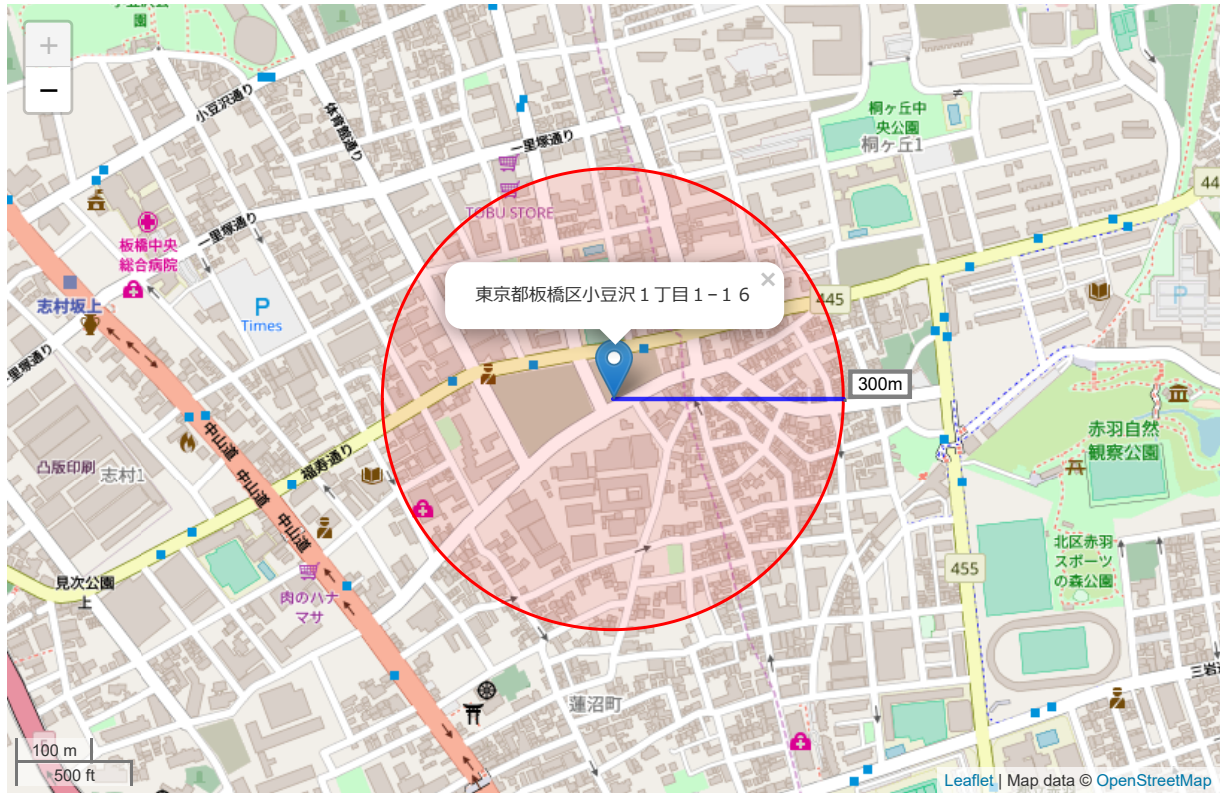 園
+
−
小豆沢通り
体育館通り
一里塚通り
桐ヶ丘中
央公園
桐ヶ丘1
TOBU STORE
一里塚通り
板橋中央
総合病院
志村坂上
P
Times
一里塚通り
東京都板橋区小豆沢１丁目１−１６
×
445
P
300m
中山道
中山道
中山道
凸版印刷
志村1
福寿通り
赤羽自然
観察公園
455
北区赤羽
スポーツ
の森公園
見次公園
上
肉のハナ
マサ
蓮沼町
100 m
500 ft
Leaflet | Map data © OpenStreetMap